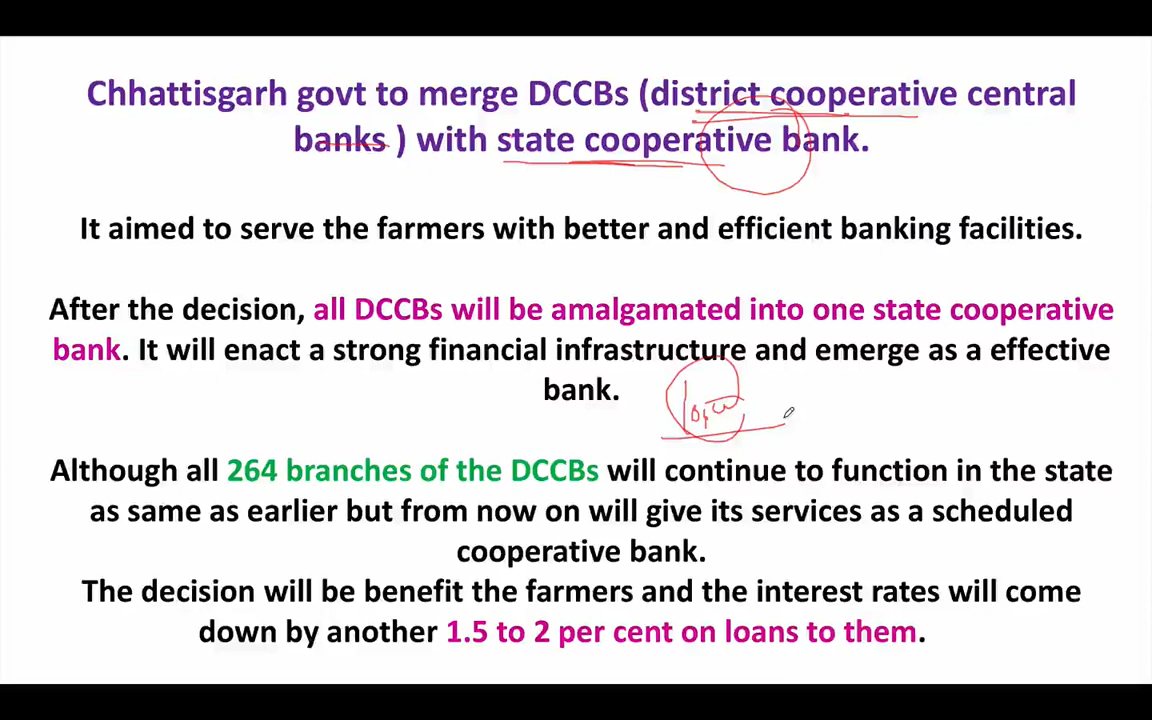 Chhattisgarh govt to merge DCCBs (district cooperative central
banks ) with state cooperative bank.
It aimed to serve the farmers with better and efficient banking facilities.
After the decision, all DCCBs will be amalgamated into one state cooperative
bank. It will enact a strong financial infrastructure and emerge as a effective
bank.
Although all 264 branches of the DCCBs will continue to function in the state
as same as earlier but from now on will give its services as a scheduled
cooperative bank.
The decision will be benefit the farmers and the interest rates will come
down by another 1.5 to 2 per cent on loans to them.